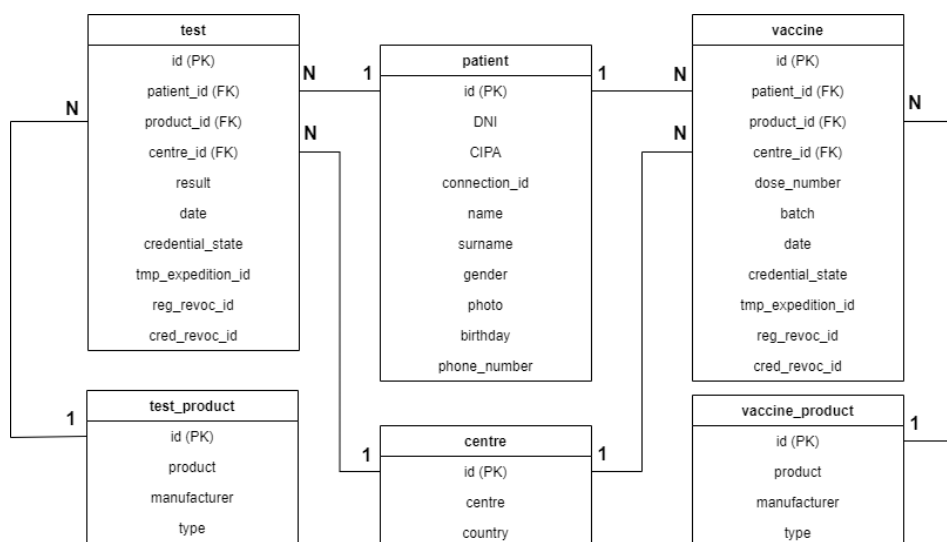 test
id (PK)
patient_id (FK)
product_id (FK)
centre_id (FK)
result
date
credential_state
tmp_expedition_id
reg_revoc_id
cred_revoc_id
N
N
N
patient
id (PK)
DNI
CIPA
connection_id
name
surname
gender
photo
birthday
phone_number
1
1
vaccine
id (PK)
patient_id (FK)
product_id (FK)
centre_id (FK)
dose_number
batch
date
credential_state
tmp_expedition_id
reg_revoc_id
cred_revoc_id
N
N
N
test_product
id (PK)
product
manufacturer
type
1
centre
id (PK)
centre
country
1
1
vaccine_product
id (PK)
product
manufacturer
type
1